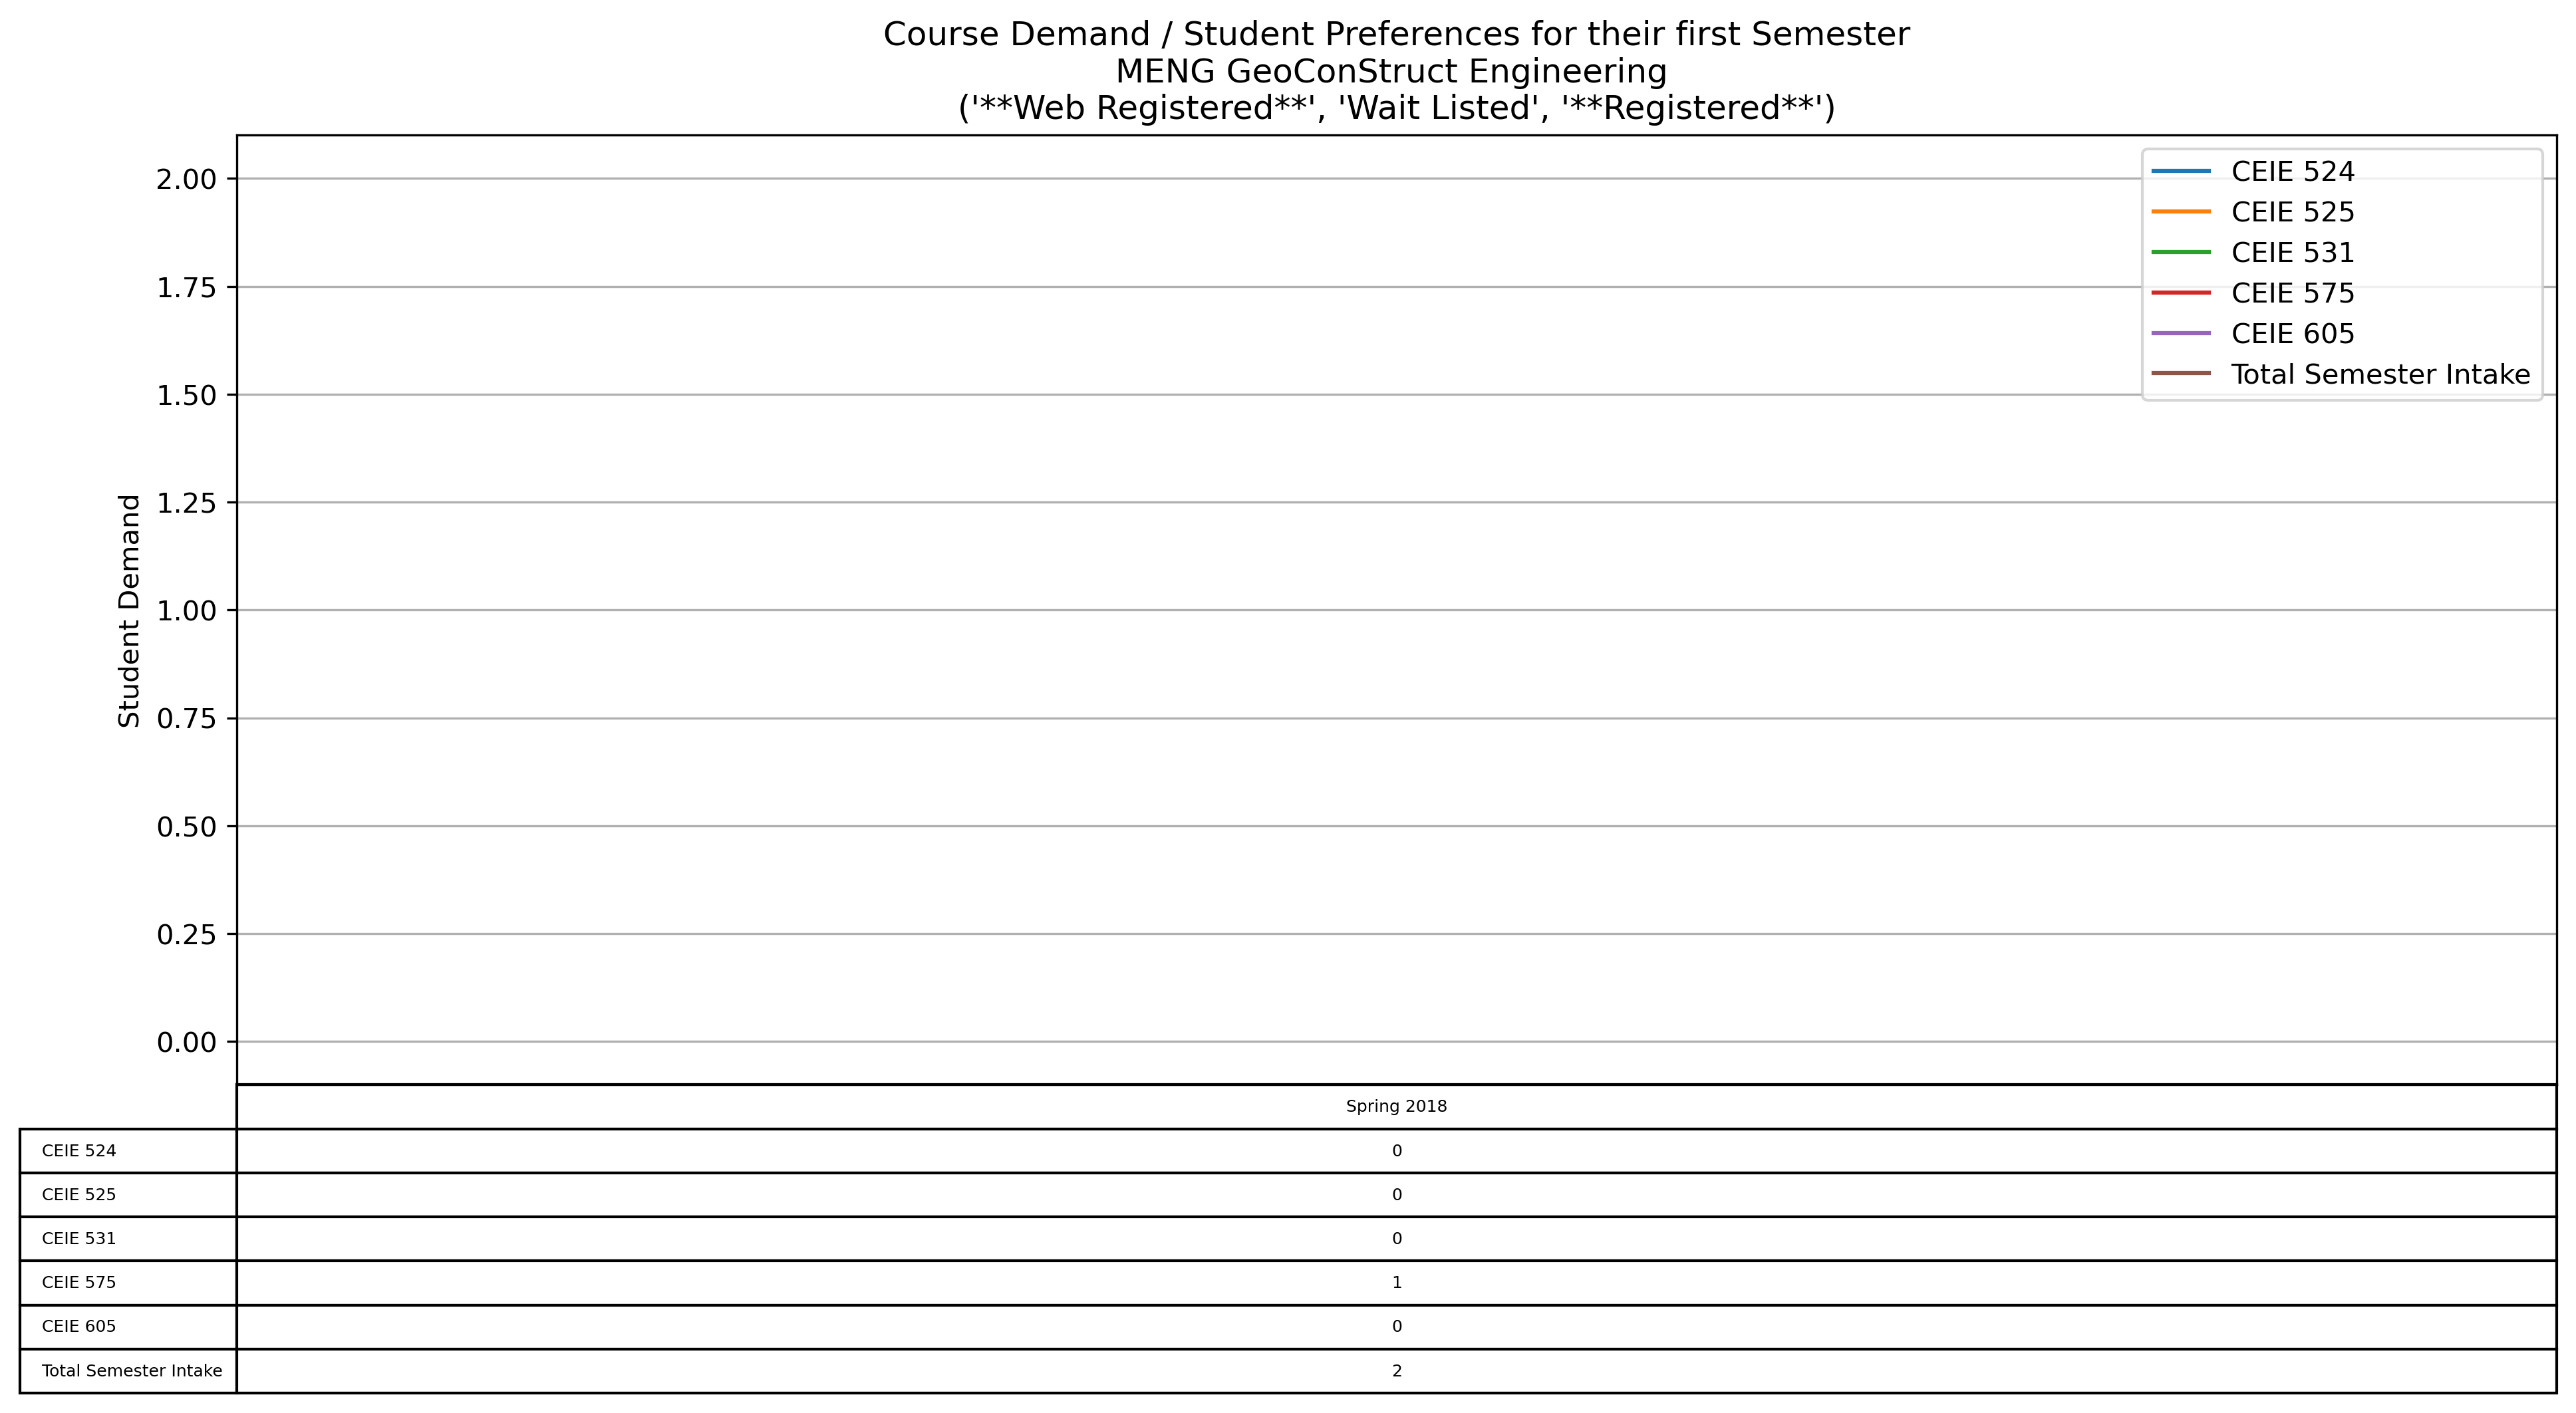 Course Demand / Student Preferences for their first Semester
MENG GeoConStruct Engineering
('**Web Registered**', 'Wait Listed', '**Registered**')
CEIE 524
CEIE 525
CEIE 531
CEIE 575
CEIE 605
Total Semester Intake
Student Demand
2.00
1.75
1.50
1.25
1.00
0.75
0.50
0.25
0.00
Spring 2018
CEIE 524 0
CEIE 525 0
CEIE 531 0
CEIE 575 1
CEIE 605 0
Total Semester Intake 2